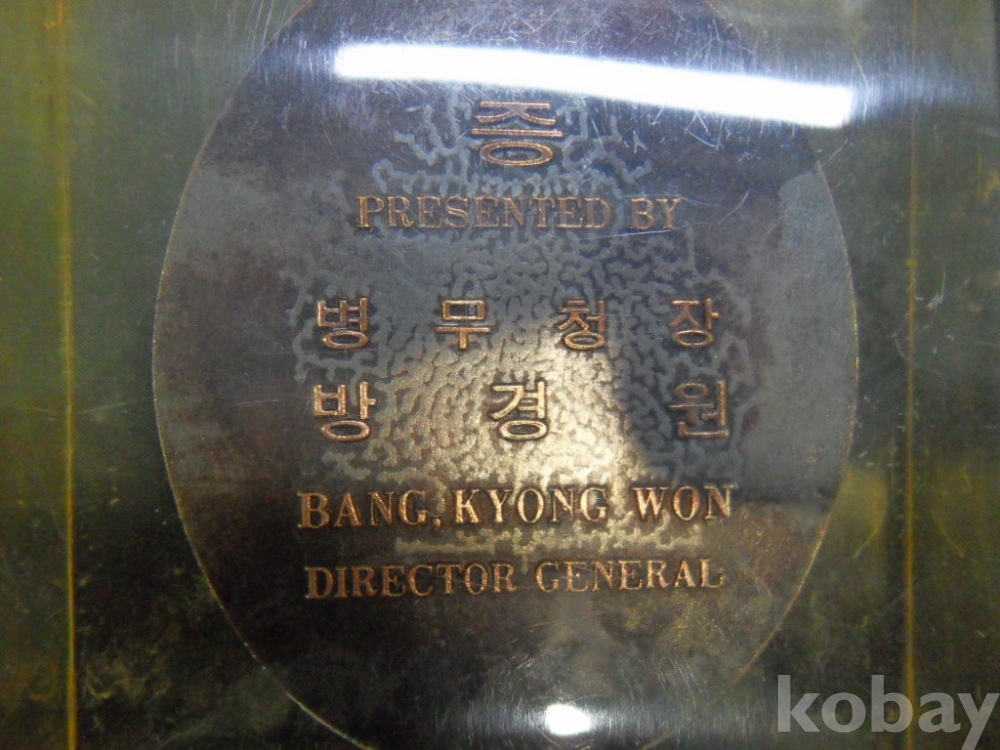 증
PRESENTED BY
병 무 청 장
방 경 원
BANG, KYONG WON
DIRECTOR GENERAL
kobay